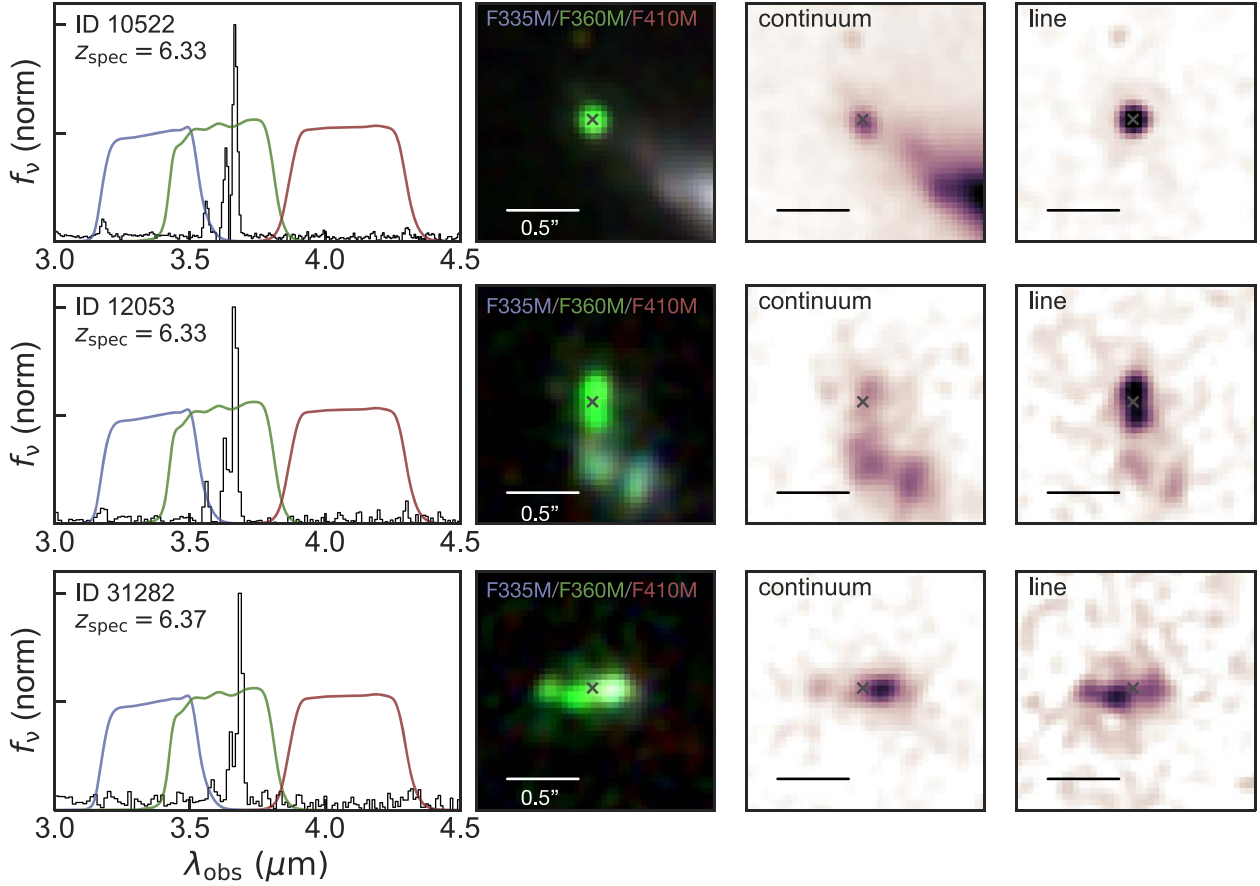 ID 10522
z_spec = 6.33
f_ν (norm)
3.0 3.5 4.0 4.5
F335M/F360M/F410M
0.5”
continuum
line
ID 12053
z_spec = 6.33
f_ν (norm)
3.0 3.5 4.0 4.5
F335M/F360M/F410M
0.5”
continuum
line
ID 31282
z_spec = 6.37
f_ν (norm)
3.0 3.5 4.0 4.5
λ_obs (μm)
F335M/F360M/F410M
0.5”
continuum
line